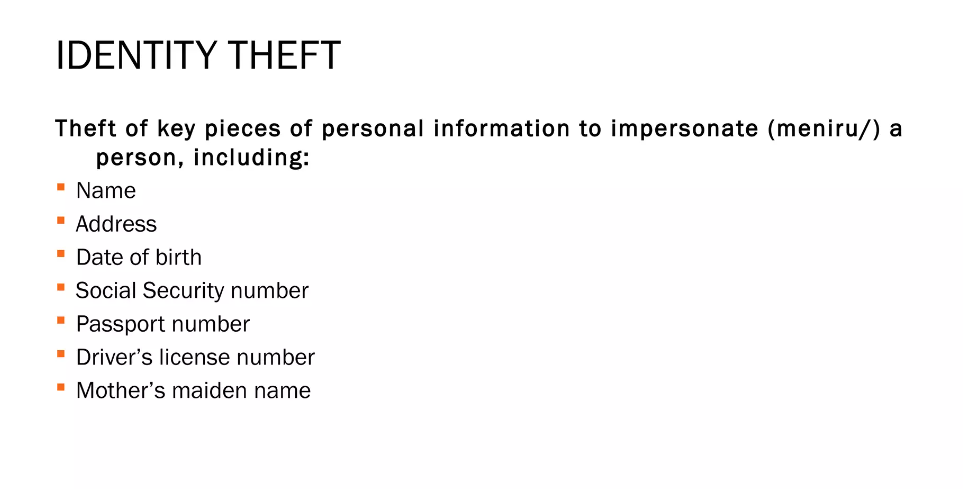 IDENTITY THEFT
Theft of key pieces of personal information to impersonate (meniru/) a
person, including:
Name
Address
Date of birth
Social Security number
Passport number
Driver’s license number
Mother’s maiden name